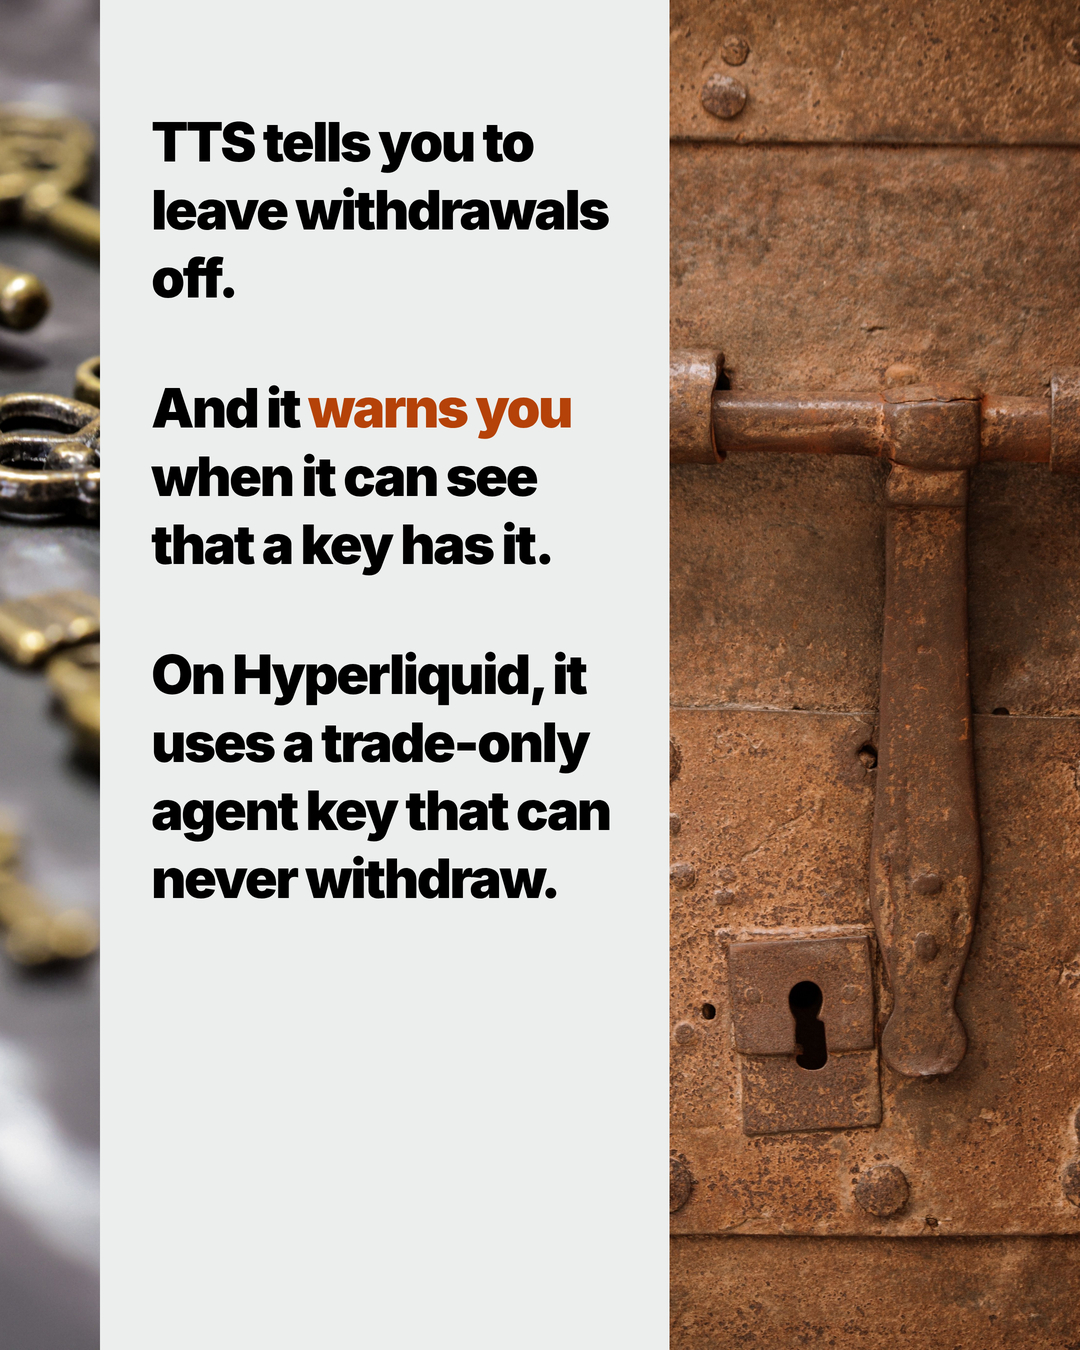 TTS tells you to
leave withdrawals
off.
And it warns you
when it can see
that a key has it.
On Hyperliquid, it
uses a trade-only
agent key that can
never withdraw.